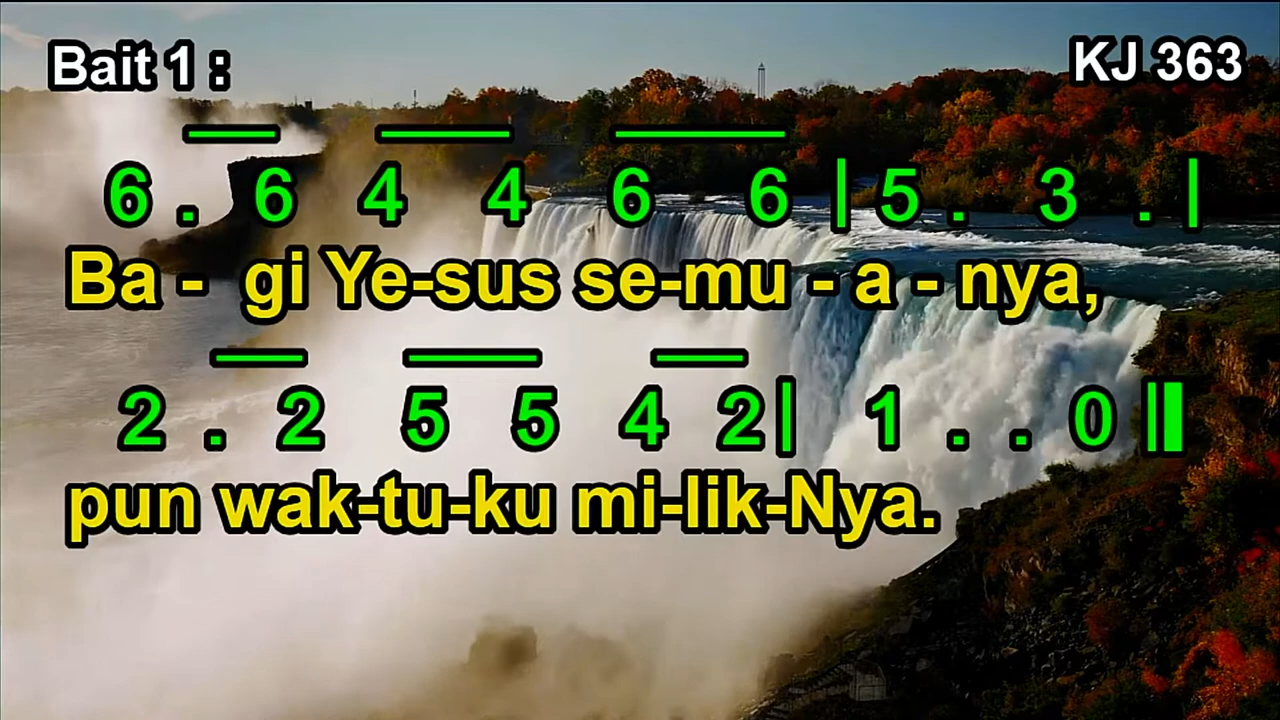 Bait 1 : KJ 363
6 . 6 4 4 6 6 | 5 . 3 . |
Ba - gi Ye-sus se-mu - a - nya,
2 . 2 5 5 4 2 | 1 . . 0 ||
pun wak-tu-ku mi-lik-Nya.